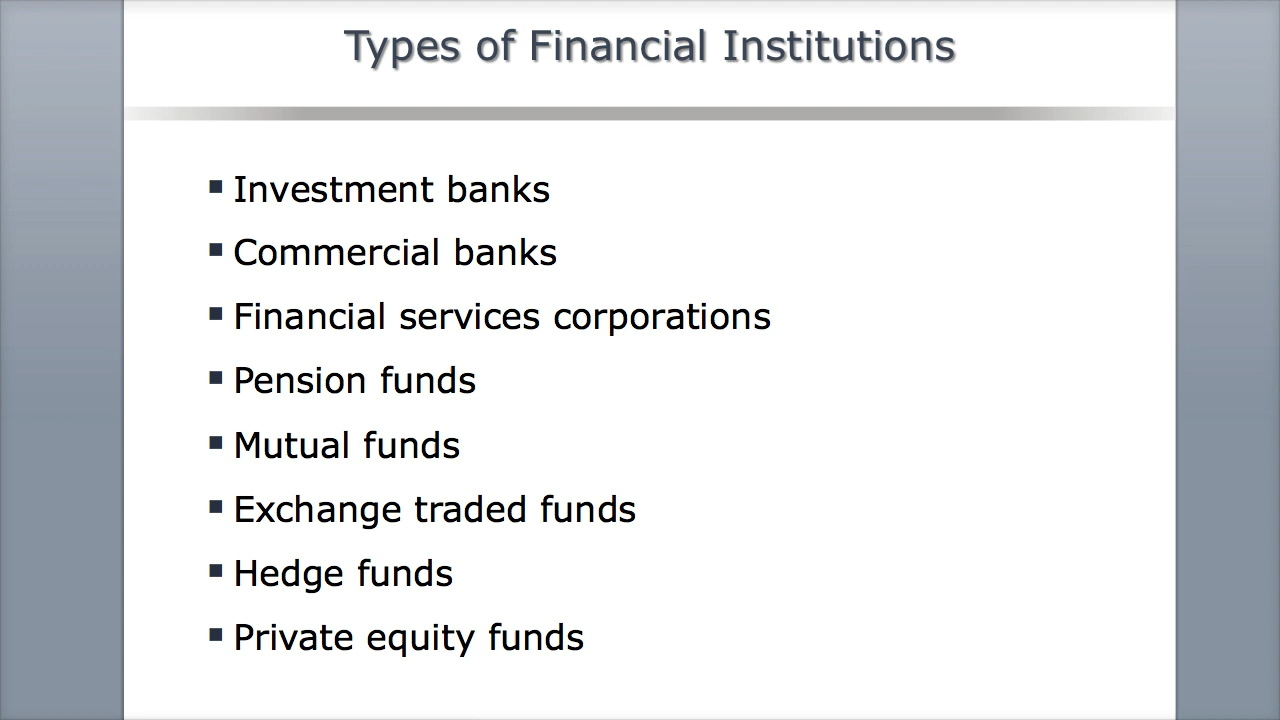 Types of Financial Institutions
▪ Investment banks
▪ Commercial banks
▪ Financial services corporations
▪ Pension funds
▪ Mutual funds
▪ Exchange traded funds
▪ Hedge funds
▪ Private equity funds